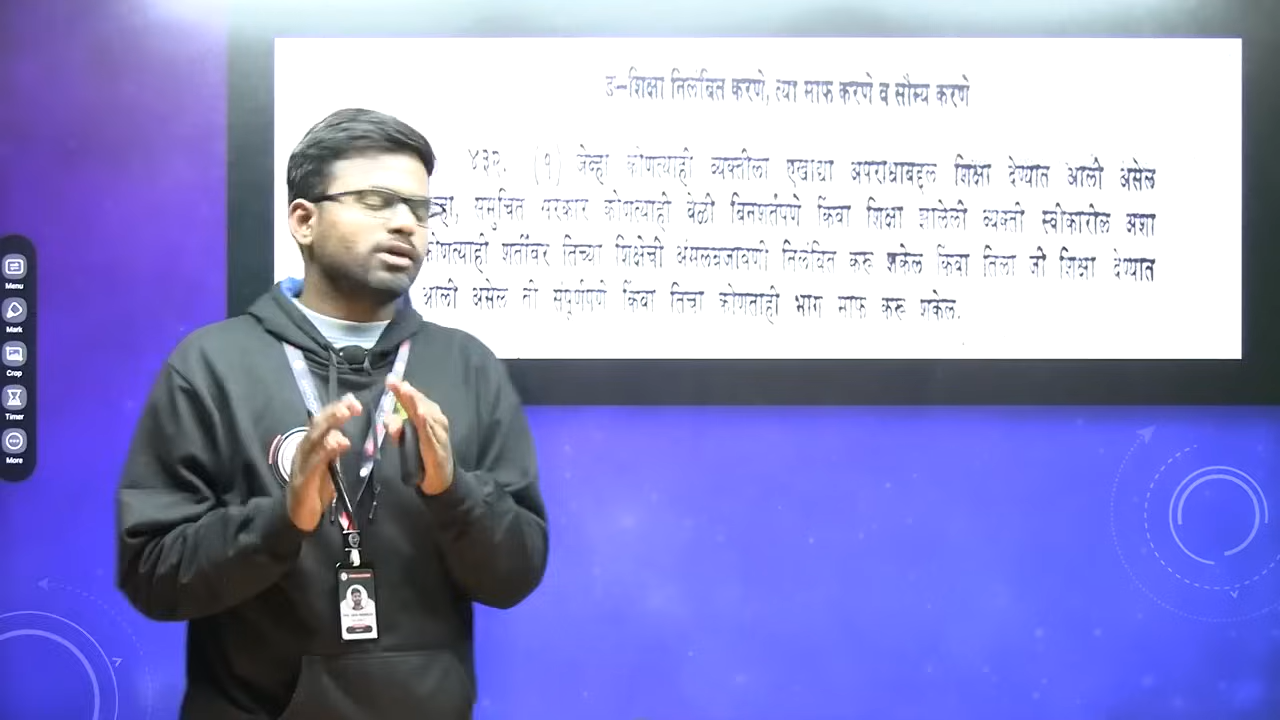 Menu
Mark
Crop
Timer
More
ङ-शिक्षा निलंबित करणे, त्या माफ करणे व सौम्य करणे
४३२. (१) जेव्हा कोणत्याही व्यक्तीला एखाद्या अपराधाबद्दल शिक्षा देण्यात आली असेल
समुचित सरकार कोणत्याही वेळी बिनशर्तपणे किंवा शिक्षा झालेली व्यक्ती स्वीकारील अशा
कोणत्याही शर्तीवर तिच्या शिक्षेची अंमलबजावणी निलंबित करू शकेल किंवा तिला जी शिक्षा देण्यात
आली असेल ती संपूर्णपणे किंवा तिचा कोणताही भाग माफ करू शकेल.